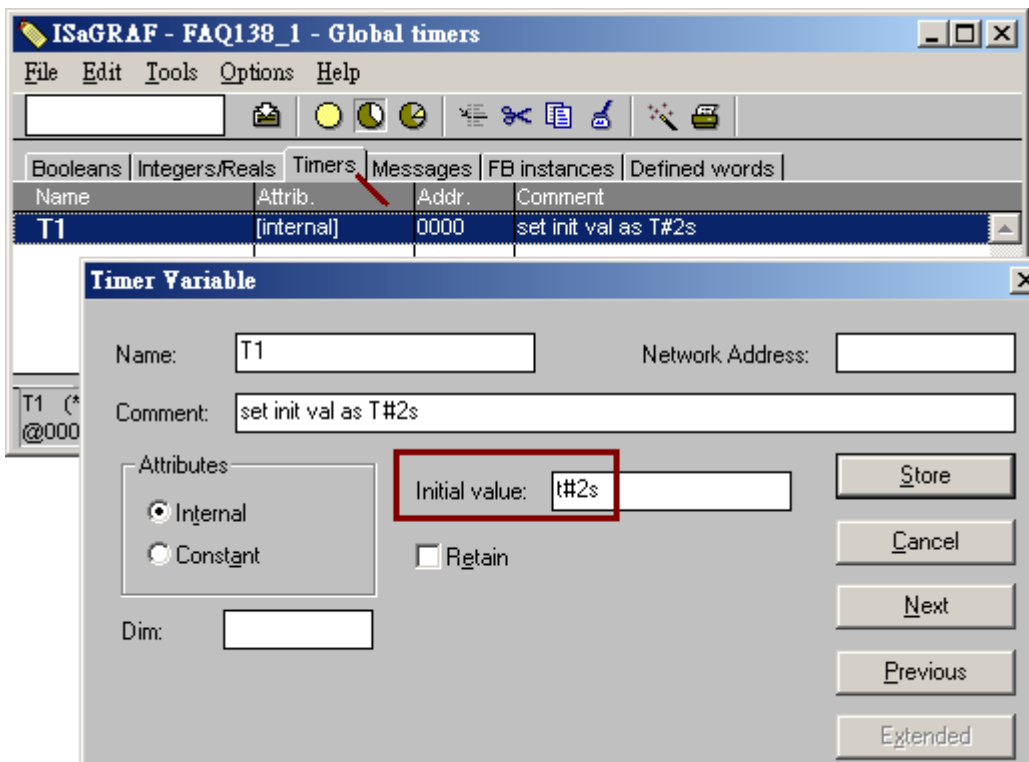 ISaGRAF - FAQ138_1 - Global timers
File Edit Tools Options Help
Booleans Integers/Reals Timers Messages FB instances Defined words
Name Attrib. Addr. Comment
T1 [internal] 0000 set init val as T#2s
Timer Variable
Name: T1 Network Address:
T1 (*
@000
Comment: set init val as T#2s
Attributes
Internal
Constant
Initial value: t#2s
Retain
Dim:
Store
Cancel
Next
Previous
Extended